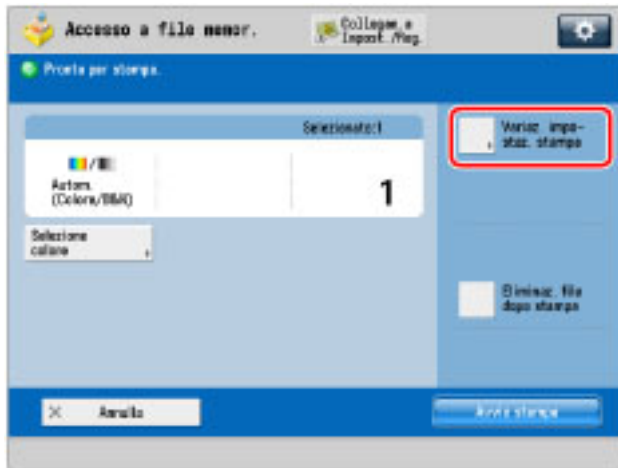 Accesso a file memor.
Collegam. a
Impost./Reg.
Pronta per stampa.
Selezionato:1
Variaz. impo-
staz. stampa
Autom.
(Colore/B&N)
1
Selezione
colore
Eliminaz. file
dopo stampa
Annulla
Avvio stampa